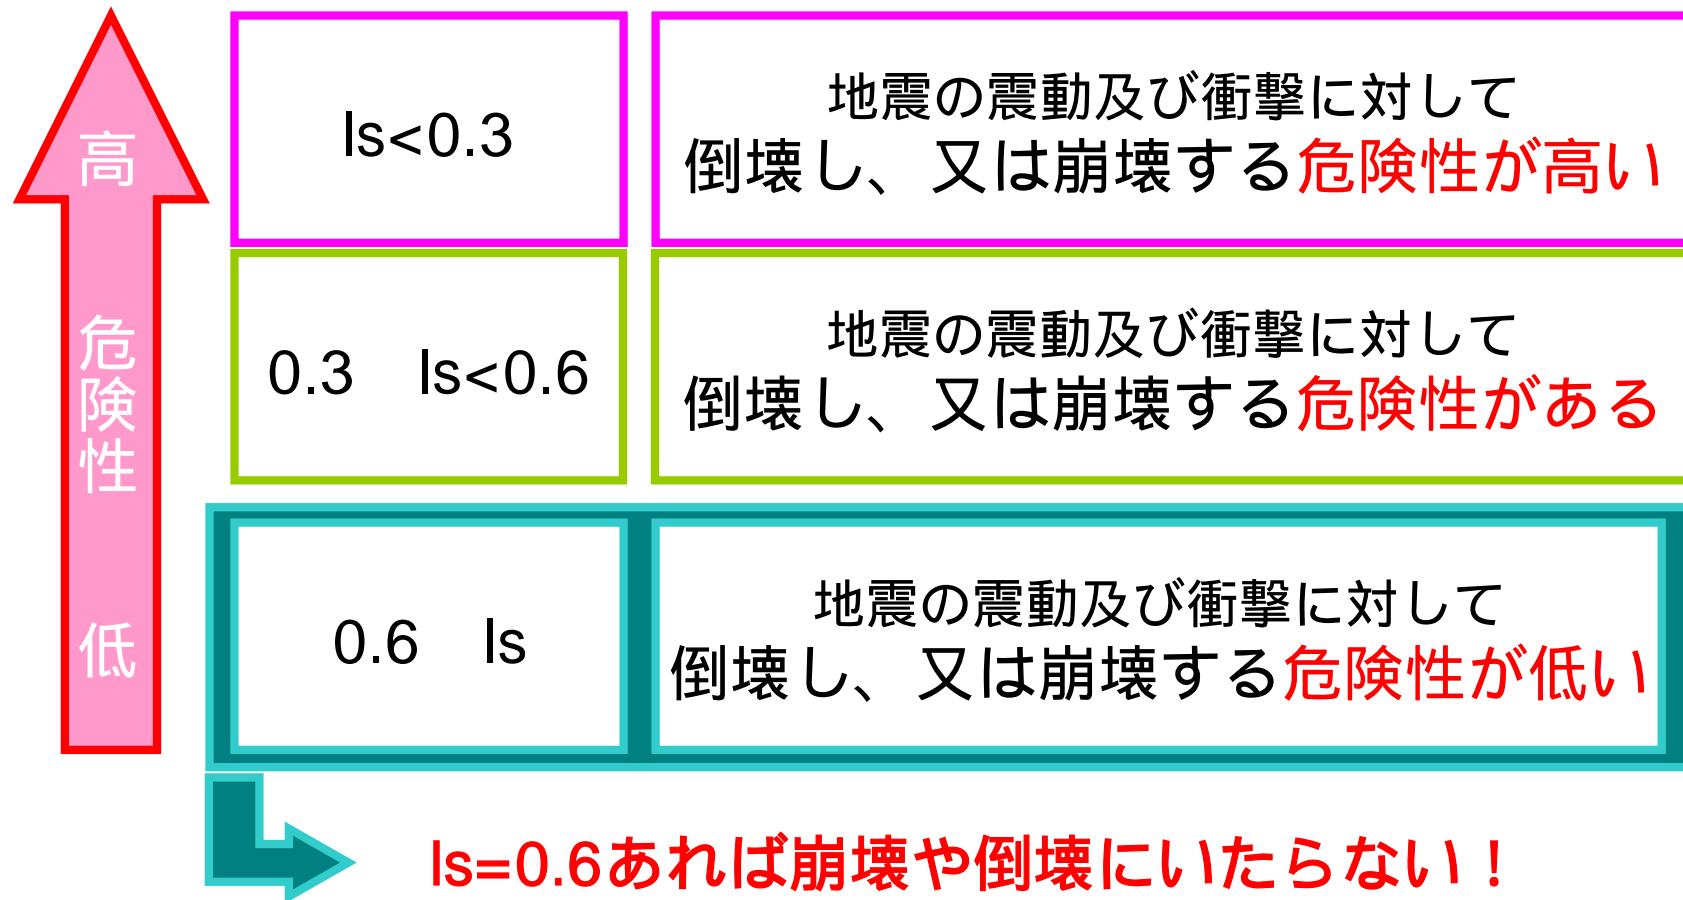 高
危険性
低
Is<0.3
地震の震動及び衝撃に対して
倒壊し、又は崩壊する危険性が高い
0.3　Is<0.6
地震の震動及び衝撃に対して
倒壊し、又は崩壊する危険性がある
0.6　Is
地震の震動及び衝撃に対して
倒壊し、又は崩壊する危険性が低い
Is=0.6あれば崩壊や倒壊にいたらない！